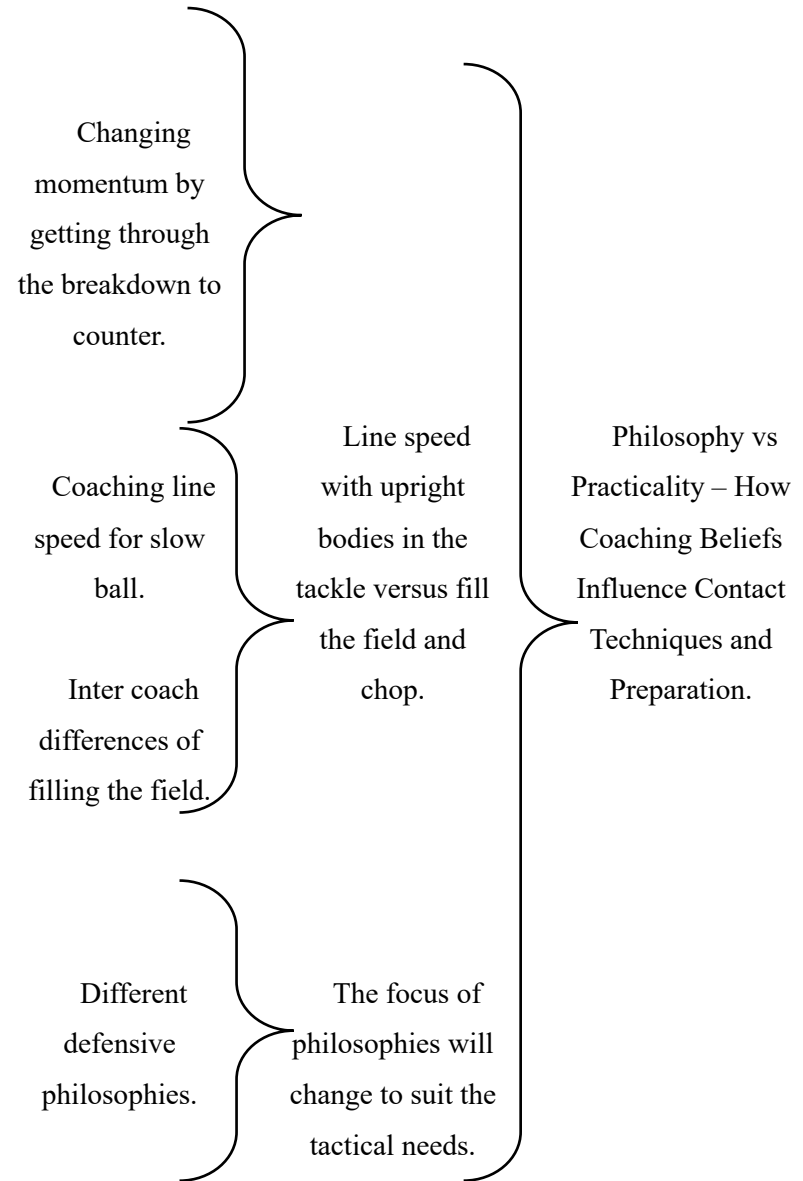 Changing
momentum by
getting through
the breakdown to
counter.
Coaching line
speed for slow
ball.
Inter coach
differences of
filling the field.
Different
defensive
philosophies.
Line speed
with upright
bodies in the
tackle versus fill
the field and
chop.
The focus of
philosophies will
change to suit the
tactical needs.
Philosophy vs
Practicality – How
Coaching Beliefs
Influence Contact
Techniques and
Preparation.